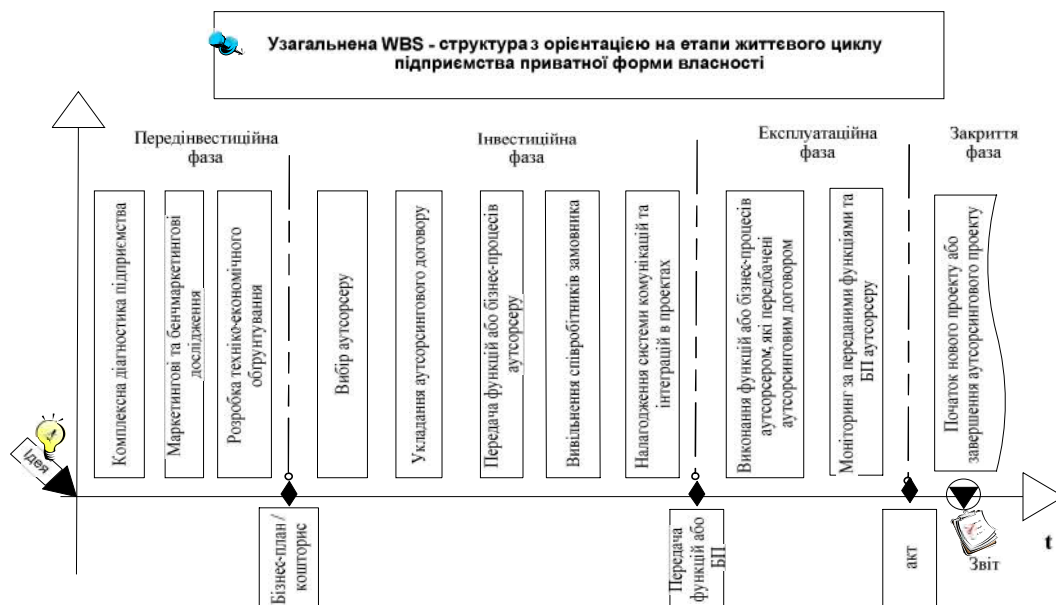 Узагальнена WBS - структура з орієнтацією на етапи життєвого циклу
підприємства приватної форми власності
Передінвестиційна
фаза
Інвестиційна
фаза
Експлуатаційна
фаза
Закриття
фаза
Комплексна діагностика підприємства
Маркетингові та бенчмаркетингові
дослідження
Розробка техніко-економічного
обґрунтування
Вибір аутсорсеру
Укладання аутсорсингового договору
Передача функцій або бізнес-процесів
аутсорсеру
Вивільнення співробітників замовника
Налагодження системи комунікацій та
інтеграцій в проектах
Виконання функцій або бізнес-процесів
аутсорсером, які передбачені
аутсорсинговим договором
Моніторинг за переданими функціями та
БП аутсорсеру
Початок нового проекту або
завершення аутсорсингового проекту
Ідея
Бізнес-план /
кошторис
Передача
функцій або
БП
акт
Звіт
t